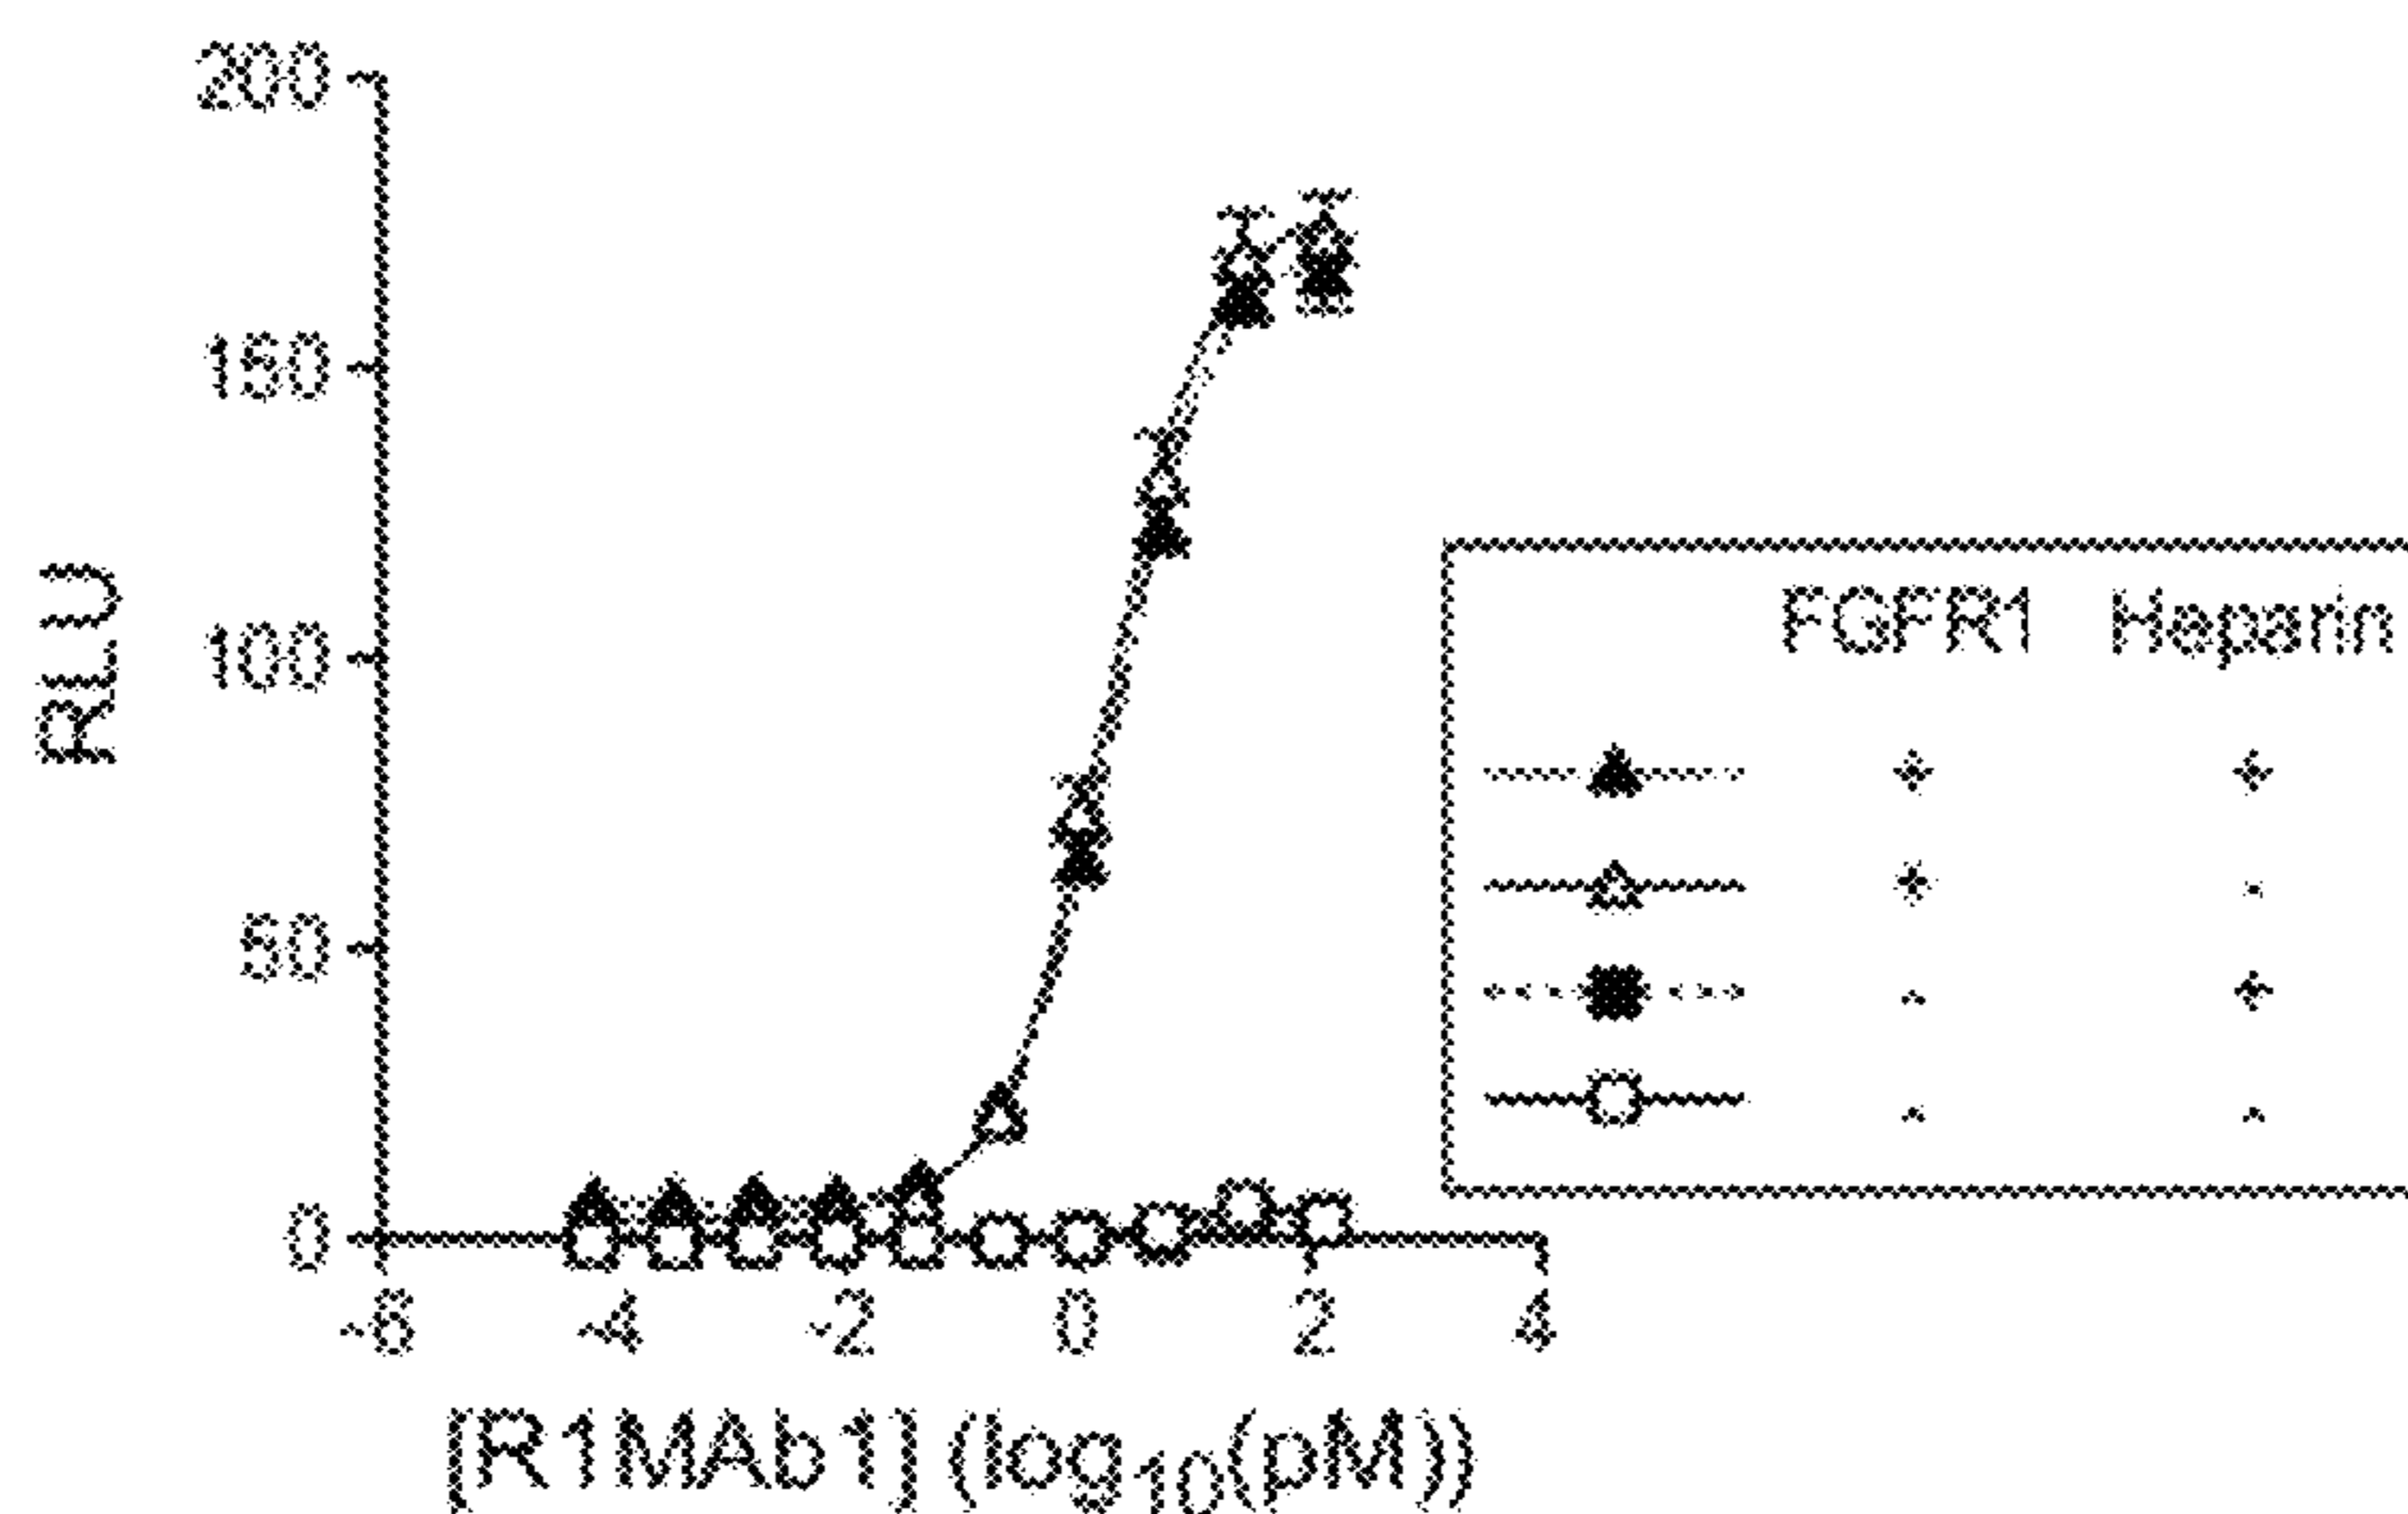 200
150
100
50
0
RLU
-6 -4 -2 0 2 4
[R1MAb1] (log10(pM))
FGFR1 Heparin
+ +
+ -
- +
- -